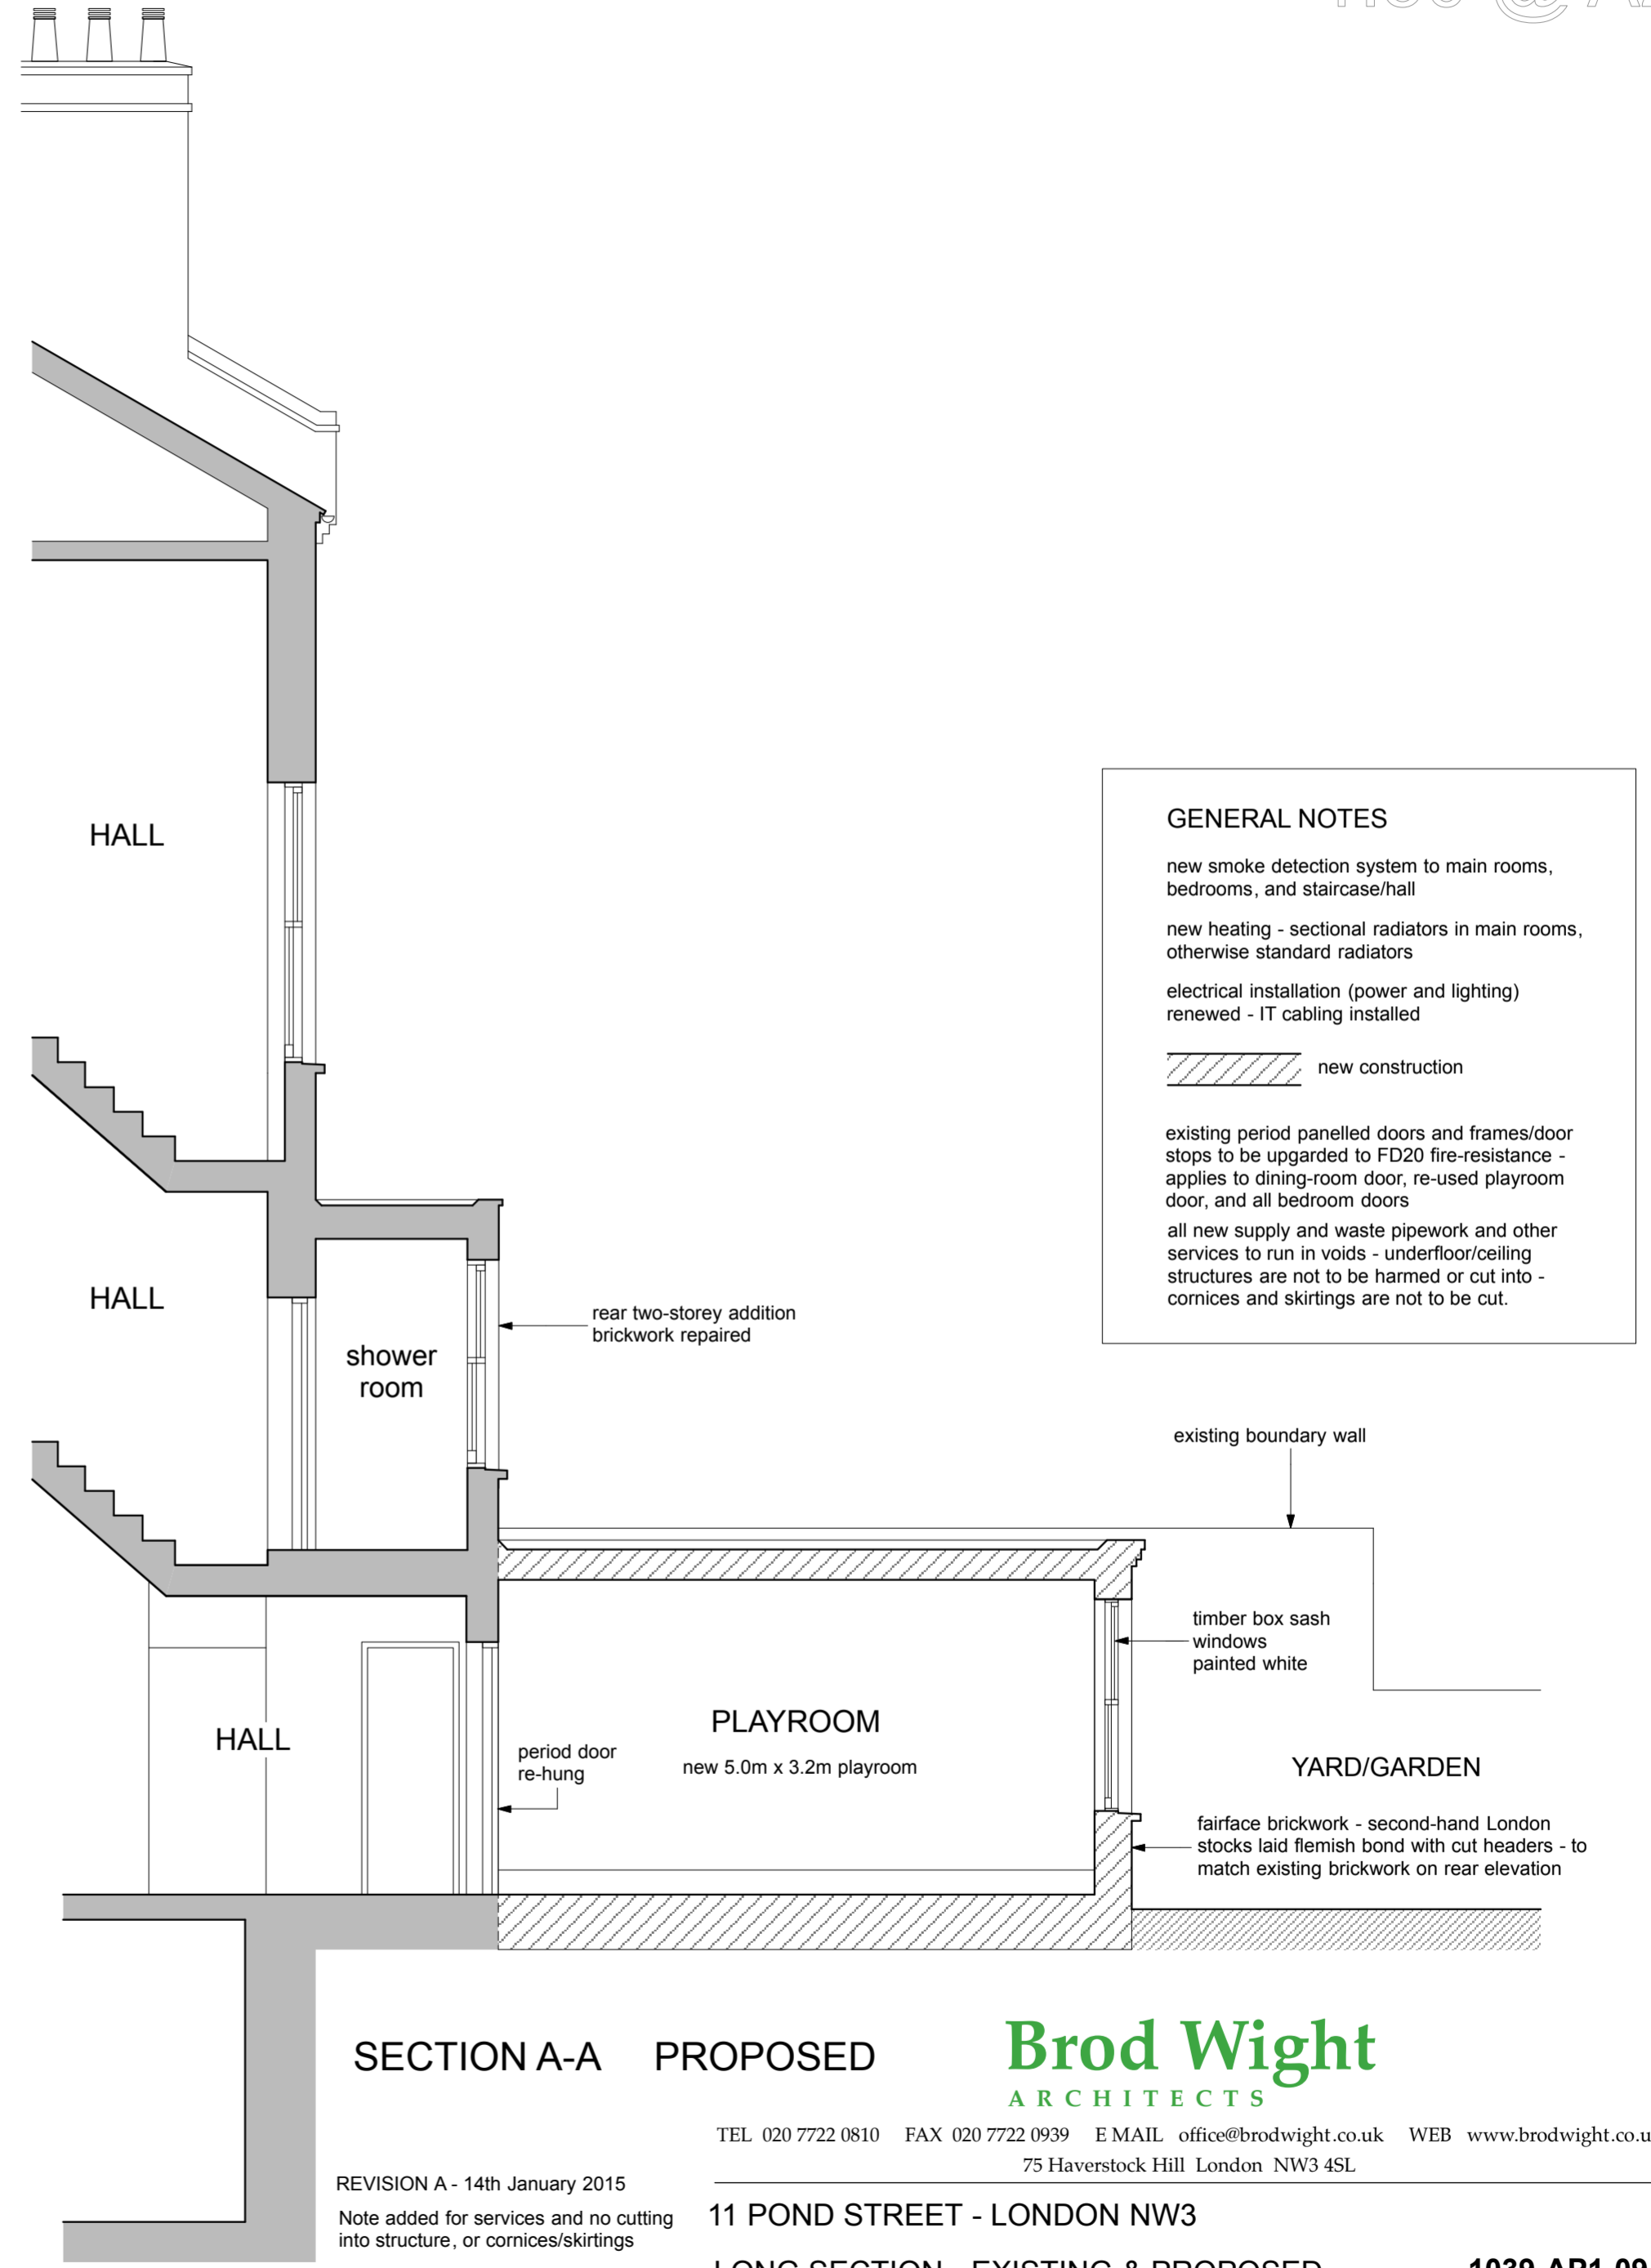 HALL
GENERAL NOTES
new smoke detection system to main rooms,
bedrooms, and staircase/hall
new heating - sectional radiators in main rooms,
otherwise standard radiators
electrical installation (power and lighting)
renewed - IT cabling installed
new construction
existing period panelled doors and frames/door
stops to be upgarded to FD20 fire-resistance -
applies to dining-room door, re-used playroom
door, and all bedroom doors
all new supply and waste pipework and other
services to run in voids - underfloor/ceiling
structures are not to be harmed or cut into -
cornices and skirtings are not to be cut.
HALL
shower
room
rear two-storey addition
brickwork repaired
existing boundary wall
timber box sash
windows
painted white
HALL
period door
re-hung
PLAYROOM
new 5.0m x 3.2m playroom
YARD/GARDEN
fairface brickwork - second-hand London
stocks laid flemish bond with cut headers - to
match existing brickwork on rear elevation
SECTION A-A PROPOSED
Brod Wight
ARCHITECTS
TEL 020 7722 0810 FAX 020 7722 0939 E MAIL office@brodwight.co.uk WEB www.brodwight.co.u
75 Haverstock Hill London NW3 4SL
REVISION A - 14th January 2015
Note added for services and no cutting
into structure, or cornices/skirtings
11 POND STREET - LONDON NW3
LONG SECTION - EXISTING & PROPOSED
1039-AP1-09